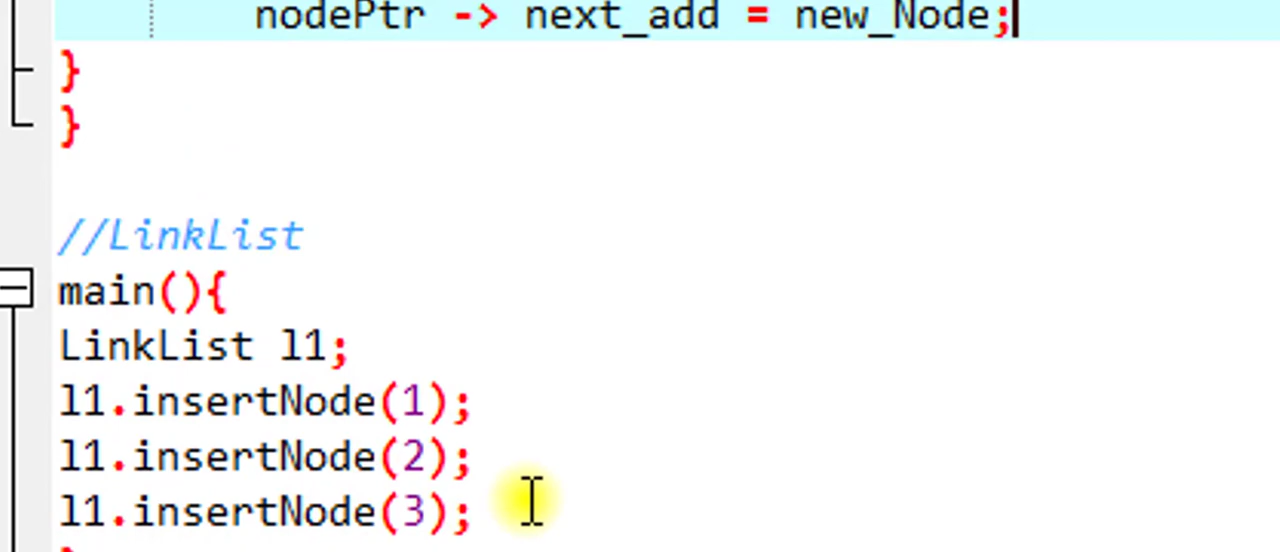 nodePtr -> next_add = new_Node;
}
}
//LinkList
main(){
LinkList l1;
l1.insertNode(1);
l1.insertNode(2);
l1.insertNode(3);